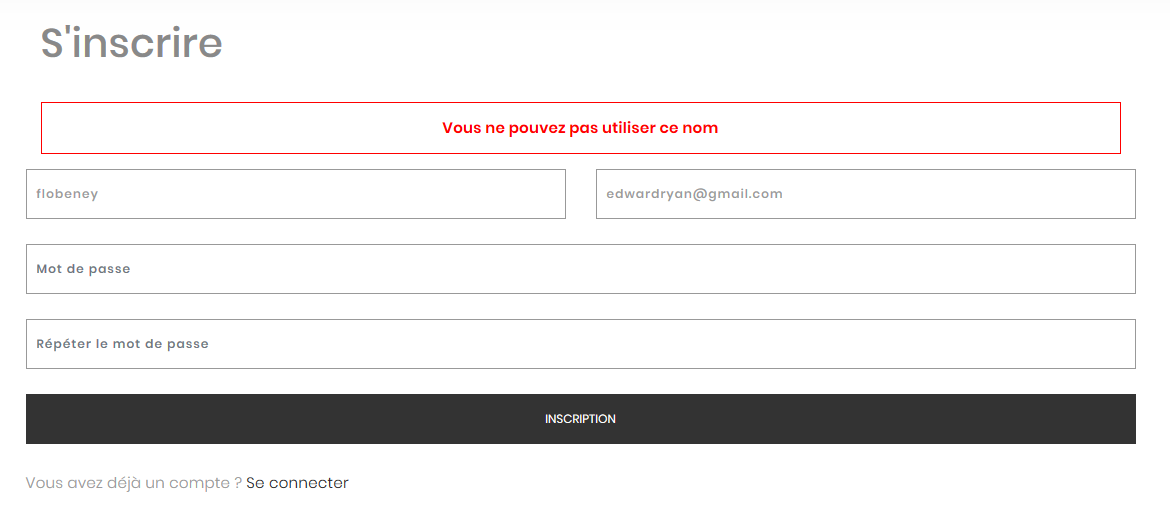 S'inscrire
Vous ne pouvez pas utiliser ce nom
flobeney
edwardryan@gmail.com
Mot de passe
Répéter le mot de passe
INSCRIPTION
Vous avez déjà un compte ? Se connecter